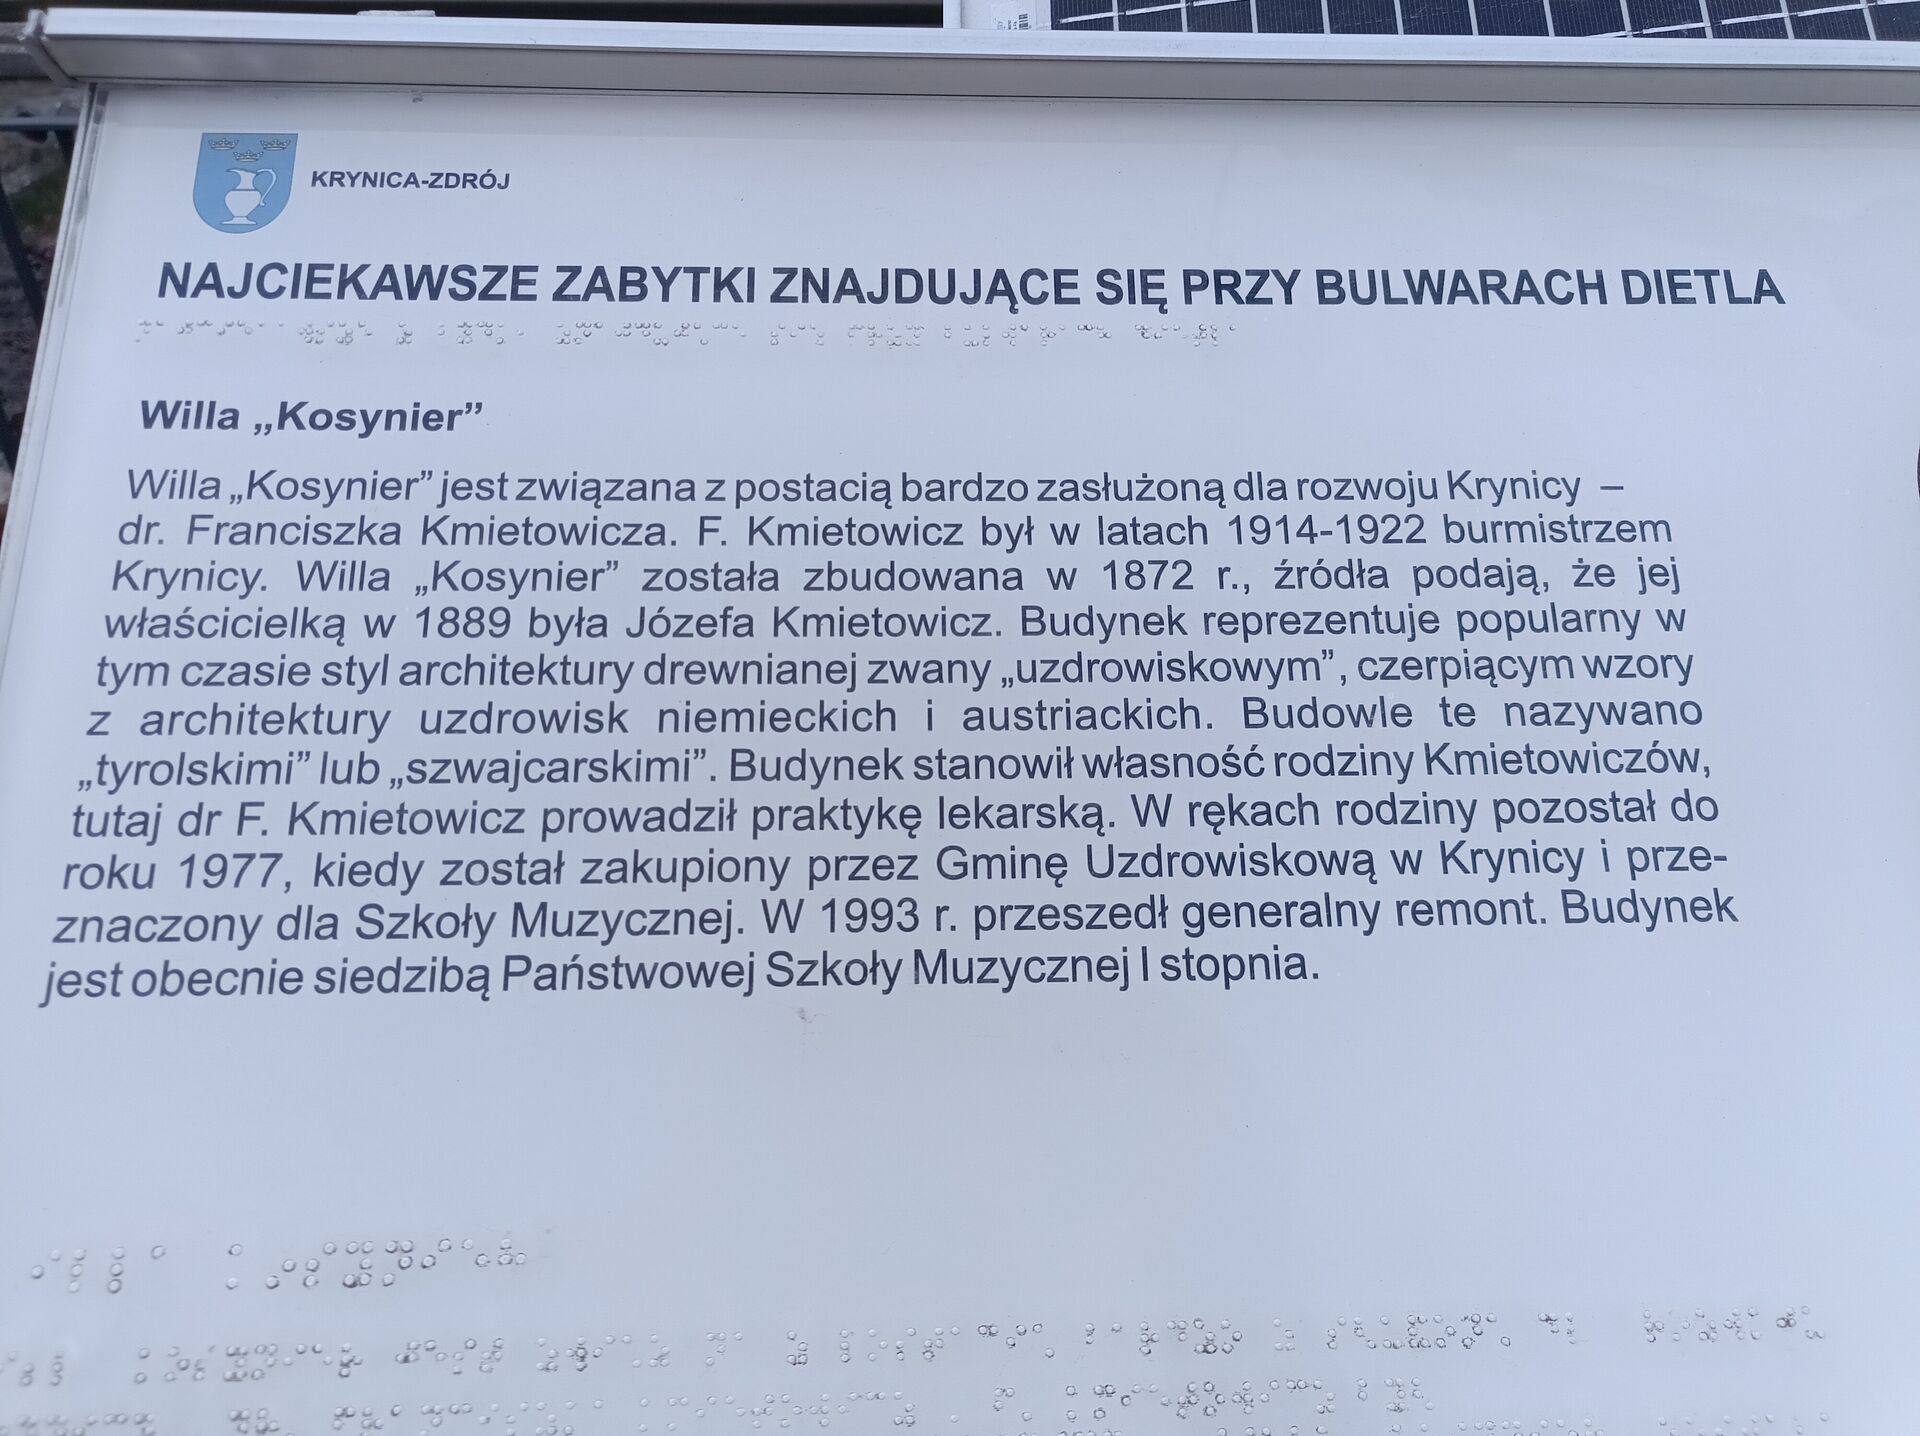 KRYNICA-ZDRÓJ
NAJCIEKAWSZE ZABYTKI ZNAJDUJĄCE SIĘ PRZY BULWARACH DIETLA
Willa „Kosynier”
Willa „Kosynier” jest związana z postacią bardzo zasłużoną dla rozwoju Krynicy –
dr. Franciszka Kmietowicza. F. Kmietowicz był w latach 1914-1922 burmistrzem
Krynicy. Willa „Kosynier” została zbudowana w 1872 r., źródła podają, że jej
właścicielką w 1889 była Józefa Kmietowicz. Budynek reprezentuje popularny w
tym czasie styl architektury drewnianej zwany „uzdrowiskowym”, czerpiącym wzory
z architektury uzdrowisk niemieckich i austriackich. Budowle te nazywano
„tyrolskimi” lub „szwajcarskimi”. Budynek stanowił własność rodziny Kmietowiczów,
tutaj dr F. Kmietowicz prowadził praktykę lekarską. W rękach rodziny pozostał do
roku 1977, kiedy został zakupiony przez Gminę Uzdrowiskową w Krynicy i prze-
znaczony dla Szkoły Muzycznej. W 1993 r. przeszedł generalny remont. Budynek
jest obecnie siedzibą Państwowej Szkoły Muzycznej I stopnia.